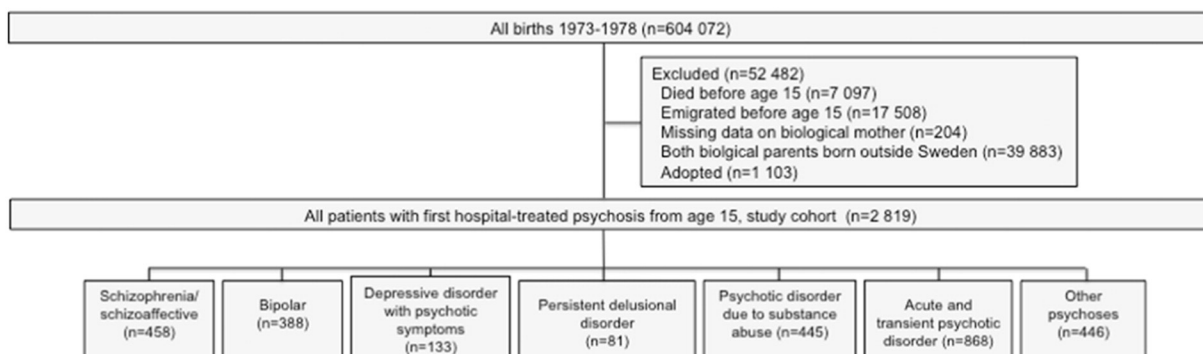 All births 1973-1978 (n=604 072)
Excluded (n=52 482)
Died before age 15 (n=7 097)
Emigrated before age 15 (n=17 508)
Missing data on biological mother (n=204)
Both biolgical parents born outside Sweden (n=39 883)
Adopted (n=1 103)
All patients with first hospital-treated psychosis from age 15, study cohort (n=2 819)
Schizophrenia/
schizoaffective
(n=458)
Bipolar
(n=388)
Depressive disorder
with psychotic
symptoms
(n=133)
Persistent delusional
disorder
(n=81)
Psychotic disorder
due to substance
abuse (n=445)
Acute and
transient psychotic
disorder (n=868)
Other
psychoses
(n=446)